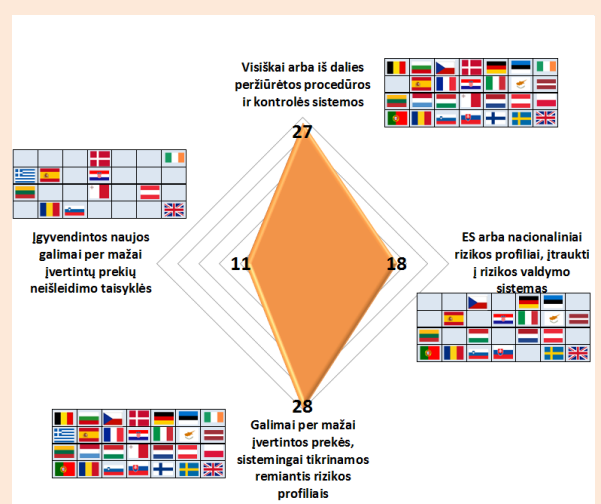 Visiškai arba iš dalies
peržiūrėtos procedūros
ir kontrolės sistemos
27
Įgyvendintos naujos
galimai per mažai
įvertintų prekių
neišleidimo taisyklės
11
18
ES arba nacionaliniai
rizikos profiliai, įtraukti
į rizikos valdymo
sistemas
28
Galimai per mažai
įvertintos prekės,
sistemingai tikrinamos
remiantis rizikos
profiliais